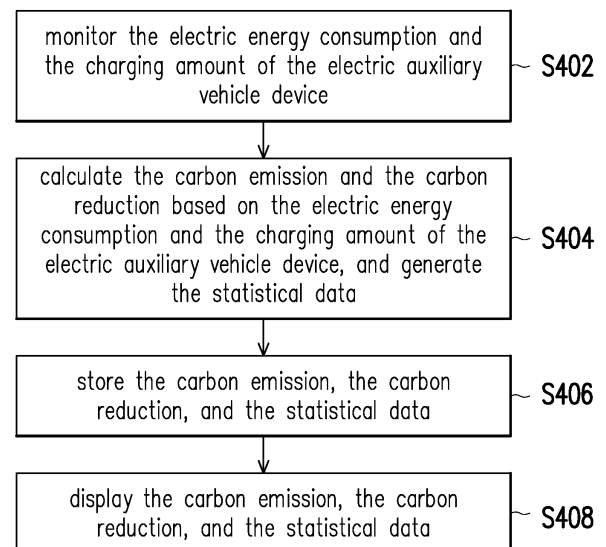 monitor the electric energy consumption and
the charging amount of the electric auxiliary
vehicle device
S402
calculate the carbon emission and the carbon
reduction based on the electric energy
consumption and the charging amount of the
electric auxiliary vehicle device, and generate
the statistical data
S404
store the carbon emission, the carbon
reduction, and the statistical data
S406
display the carbon emission, the carbon
reduction, and the statistical data
S408